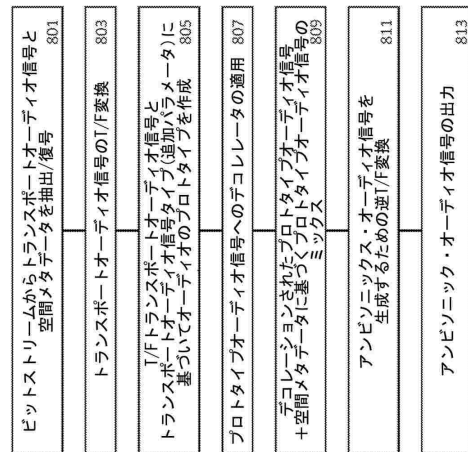 ビットストリームからトランスポートオーディオ信号と
空間メタデータを抽出/復号
801
トランスポートオーディオ信号のT/F変換
803
T/Fトランスポートオーディオ信号と
トランスポートオーディオ信号タイプ(追加パラメータ)に
基づいてオーディオのプロトタイプを作成
805
プロトタイプオーディオ信号へのデコレレータの適用
807
デコレーションされたプロトタイプオーディオ信号
+空間メタデータに基づくプロトタイプオーディオ信号の
ミックス
809
アンビソニックス・オーディオ信号を
生成するための逆T/F変換
811
アンビソニック・オーディオ信号の出力
813